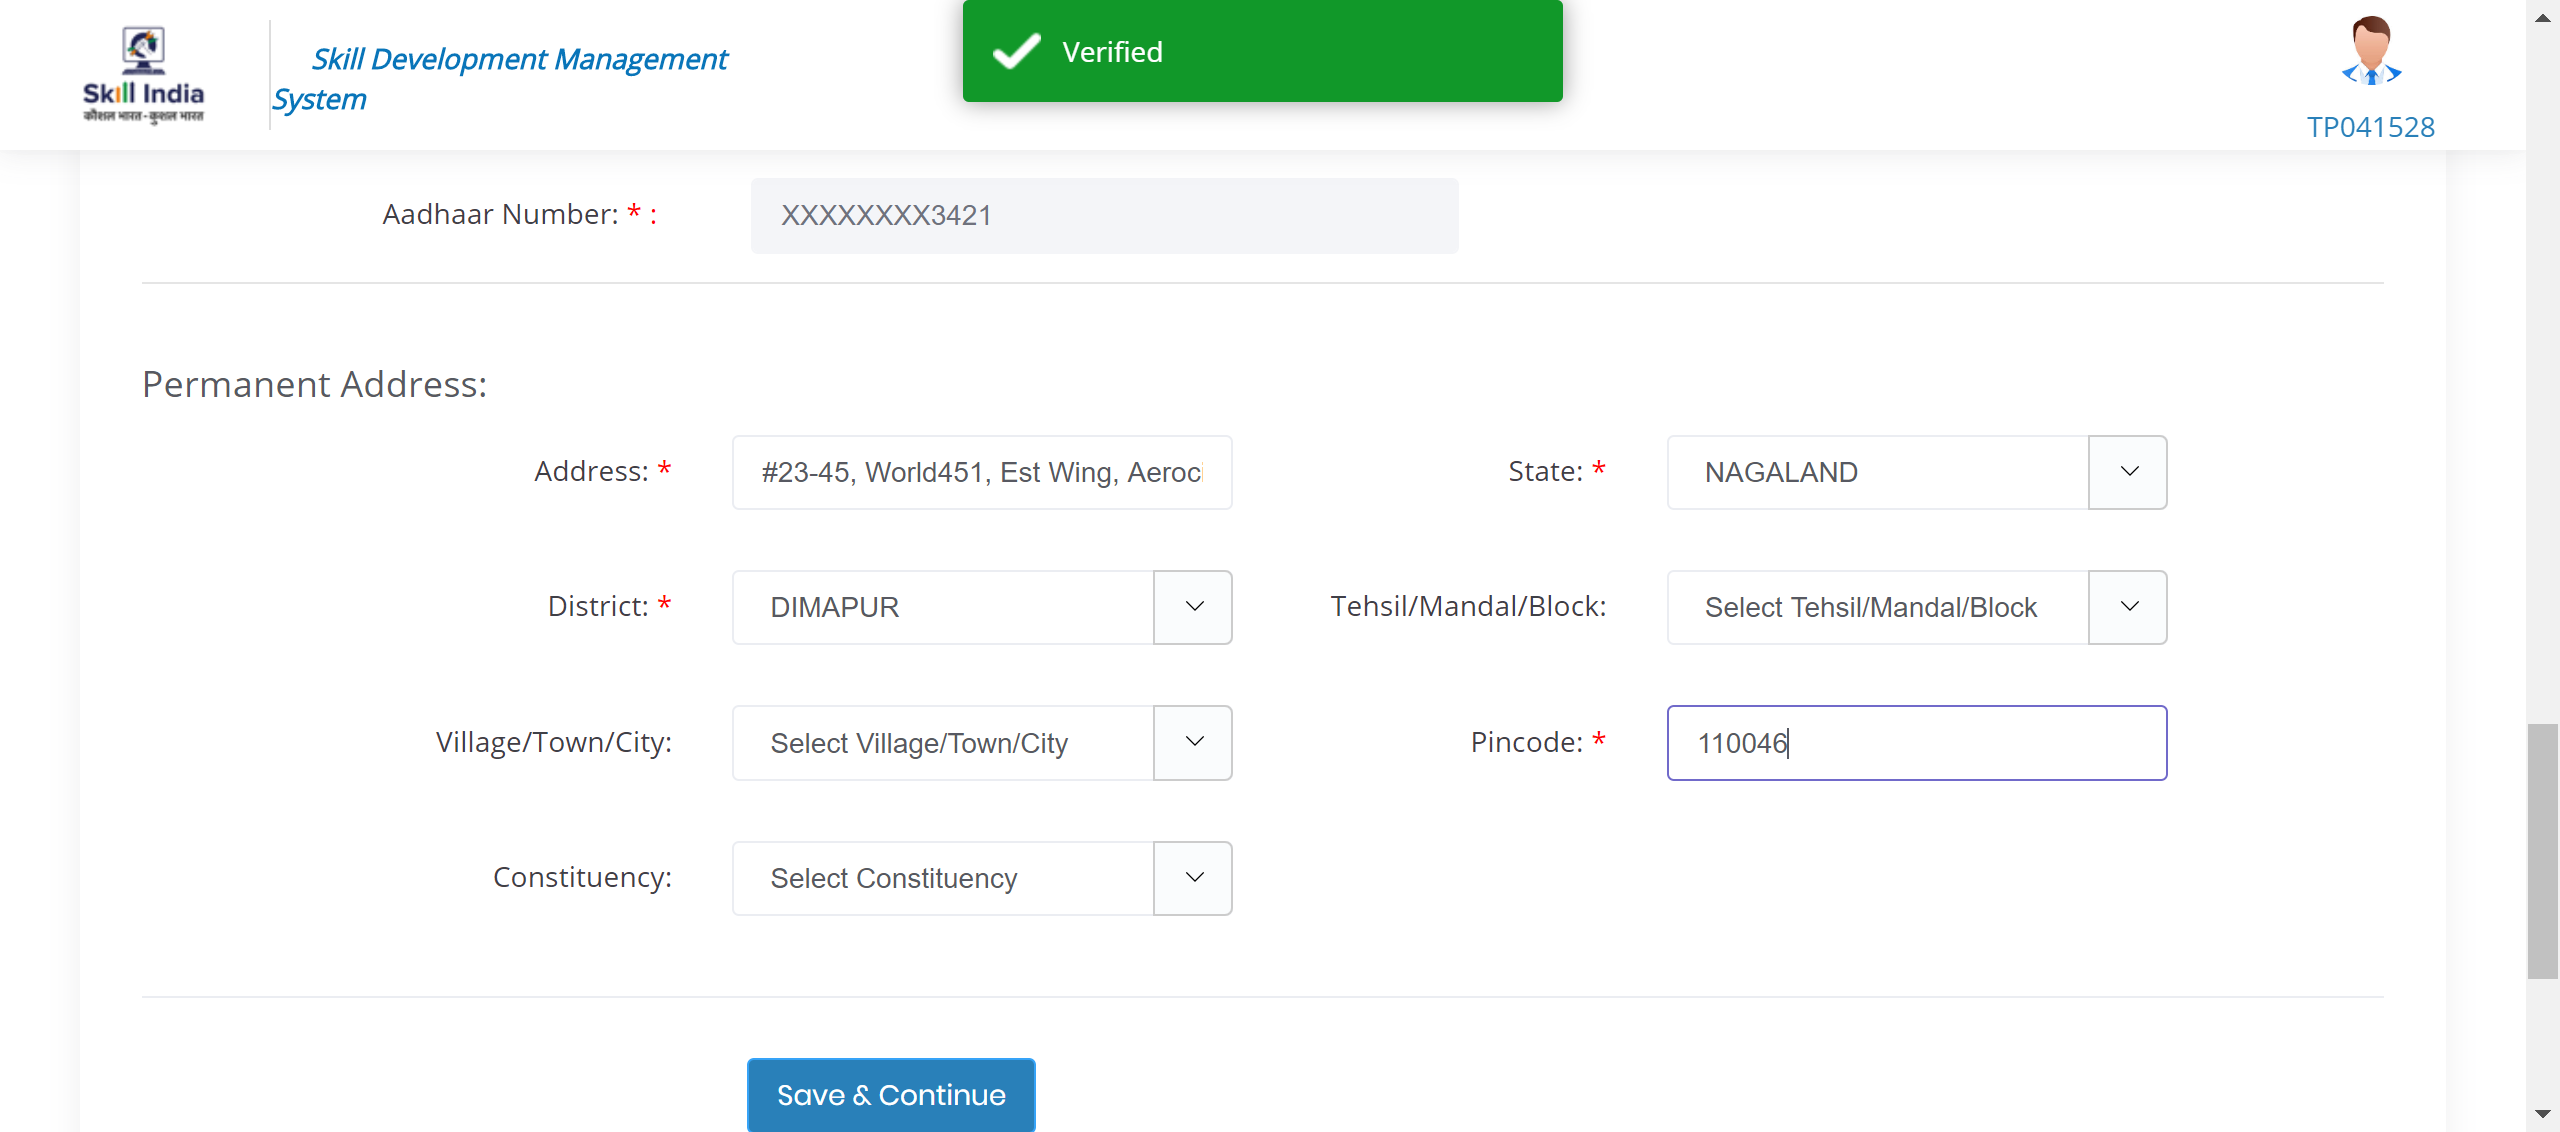 Skill India
कौशल भारत - कुशल भारत
Skill Development Management
System
Verified
TP041528
Aadhaar Number: * :
XXXXXXXX3421
Permanent Address:
Address: *
#23-45, World451, Est Wing, Aeroc
State: *
NAGALAND
District: *
DIMAPUR
Tehsil/Mandal/Block:
Select Tehsil/Mandal/Block
Village/Town/City:
Select Village/Town/City
Pincode: *
110046
Constituency:
Select Constituency
Save & Continue